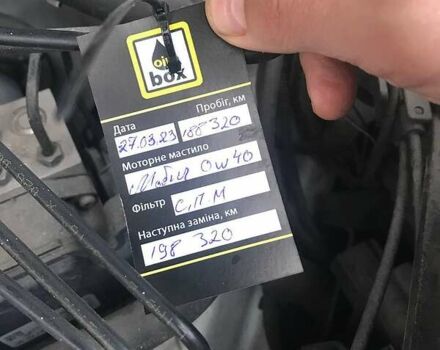 oil
box
Дата
Пробіг, км
27.03.23
188 320
Моторне мастило
Мобіл 0w40
Фільтр
С, П, М
Наступна заміна, км
198 320